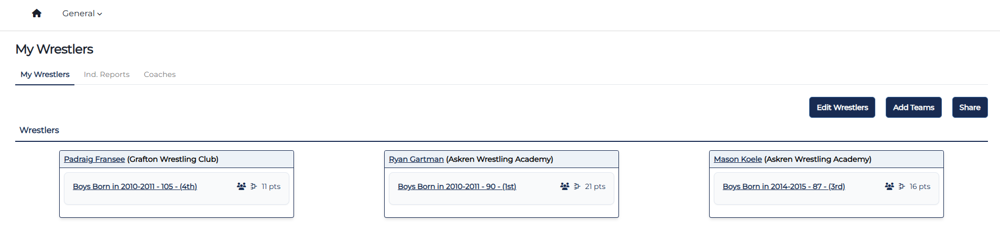 General
My Wrestlers
My Wrestlers Ind. Reports Coaches
Edit Wrestlers Add Teams Share
Wrestlers
Padraig Fransee (Grafton Wrestling Club)
Boys Born in 2010-2011 - 105 - (4th) 11 pts
Ryan Gartman (Askren Wrestling Academy)
Boys Born in 2010-2011 - 90 - (1st) 21 pts
Mason Koele (Askren Wrestling Academy)
Boys Born in 2014-2015 - 87 - (3rd) 16 pts